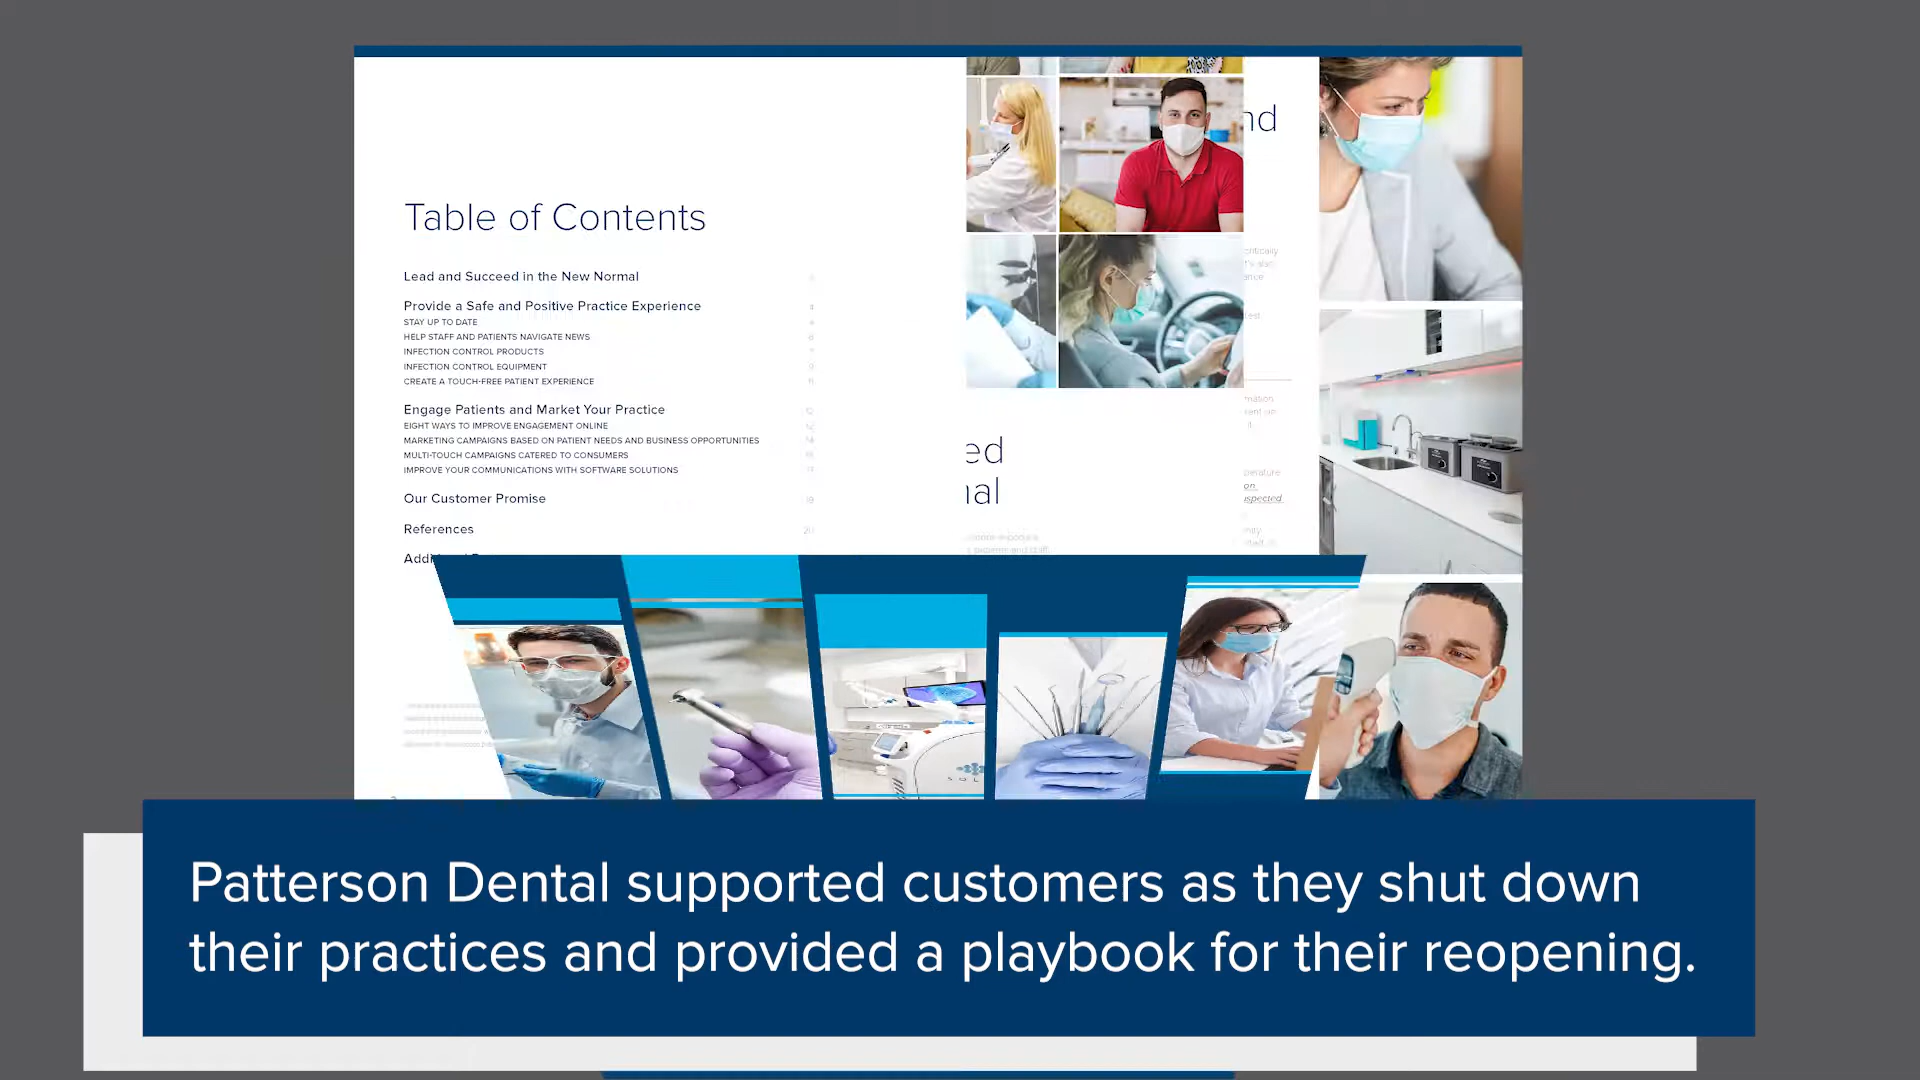 Table of Contents
Lead and Succeed in the New Normal
Provide a Safe and Positive Practice Experience
STAY UP TO DATE
HELP STAFF AND PATIENTS NAVIGATE NEWS
INFECTION CONTROL PRODUCTS
INFECTION CONTROL EQUIPMENT
CREATE A TOUCH-FREE PATIENT EXPERIENCE
Engage Patients and Market Your Practice
EIGHT WAYS TO IMPROVE ENGAGEMENT ONLINE
MARKETING CAMPAIGNS BASED ON PATIENT NEEDS AND BUSINESS OPPORTUNITIES
MULTI-TOUCH CAMPAIGNS CATERED TO CONSUMERS
IMPROVE YOUR COMMUNICATIONS WITH SOFTWARE SOLUTIONS
Our Customer Promise
References
Patterson Dental supported customers as they shut down
their practices and provided a playbook for their reopening.